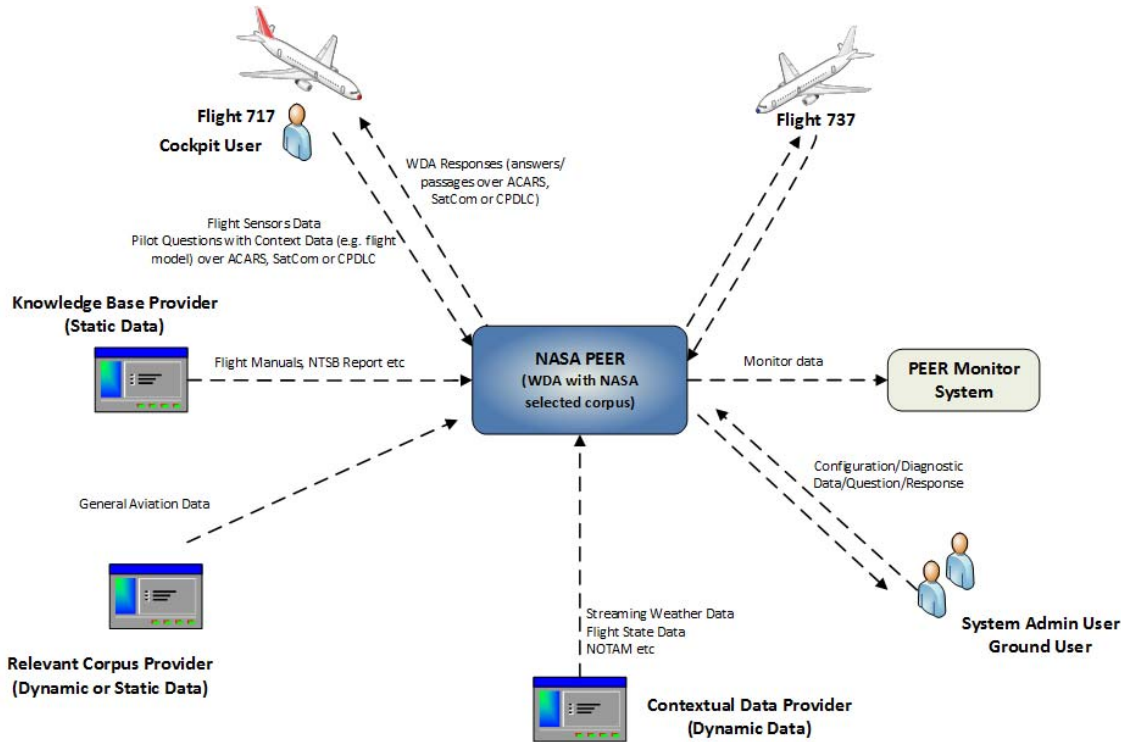 Flight 717
Cockpit User
Flight 737
WDA Responses (answers/
passages over ACARS,
SatCom or CPDLC)
Flight Sensors Data
Pilot Questions with Context Data (e.g. flight
model) over ACARS, SatCom or CPDLC
Knowledge Base Provider
(Static Data)
Flight Manuals, NTSB Report etc
NASA PEER
(WDA with NASA
selected corpus)
Monitor data
PEER Monitor
System
Configuration/Diagnostic
Data/Question/Response
General Aviation Data
Streaming Weather Data
Flight State Data
NOTAM etc
System Admin User
Ground User
Relevant Corpus Provider
(Dynamic or Static Data)
Contextual Data Provider
(Dynamic Data)